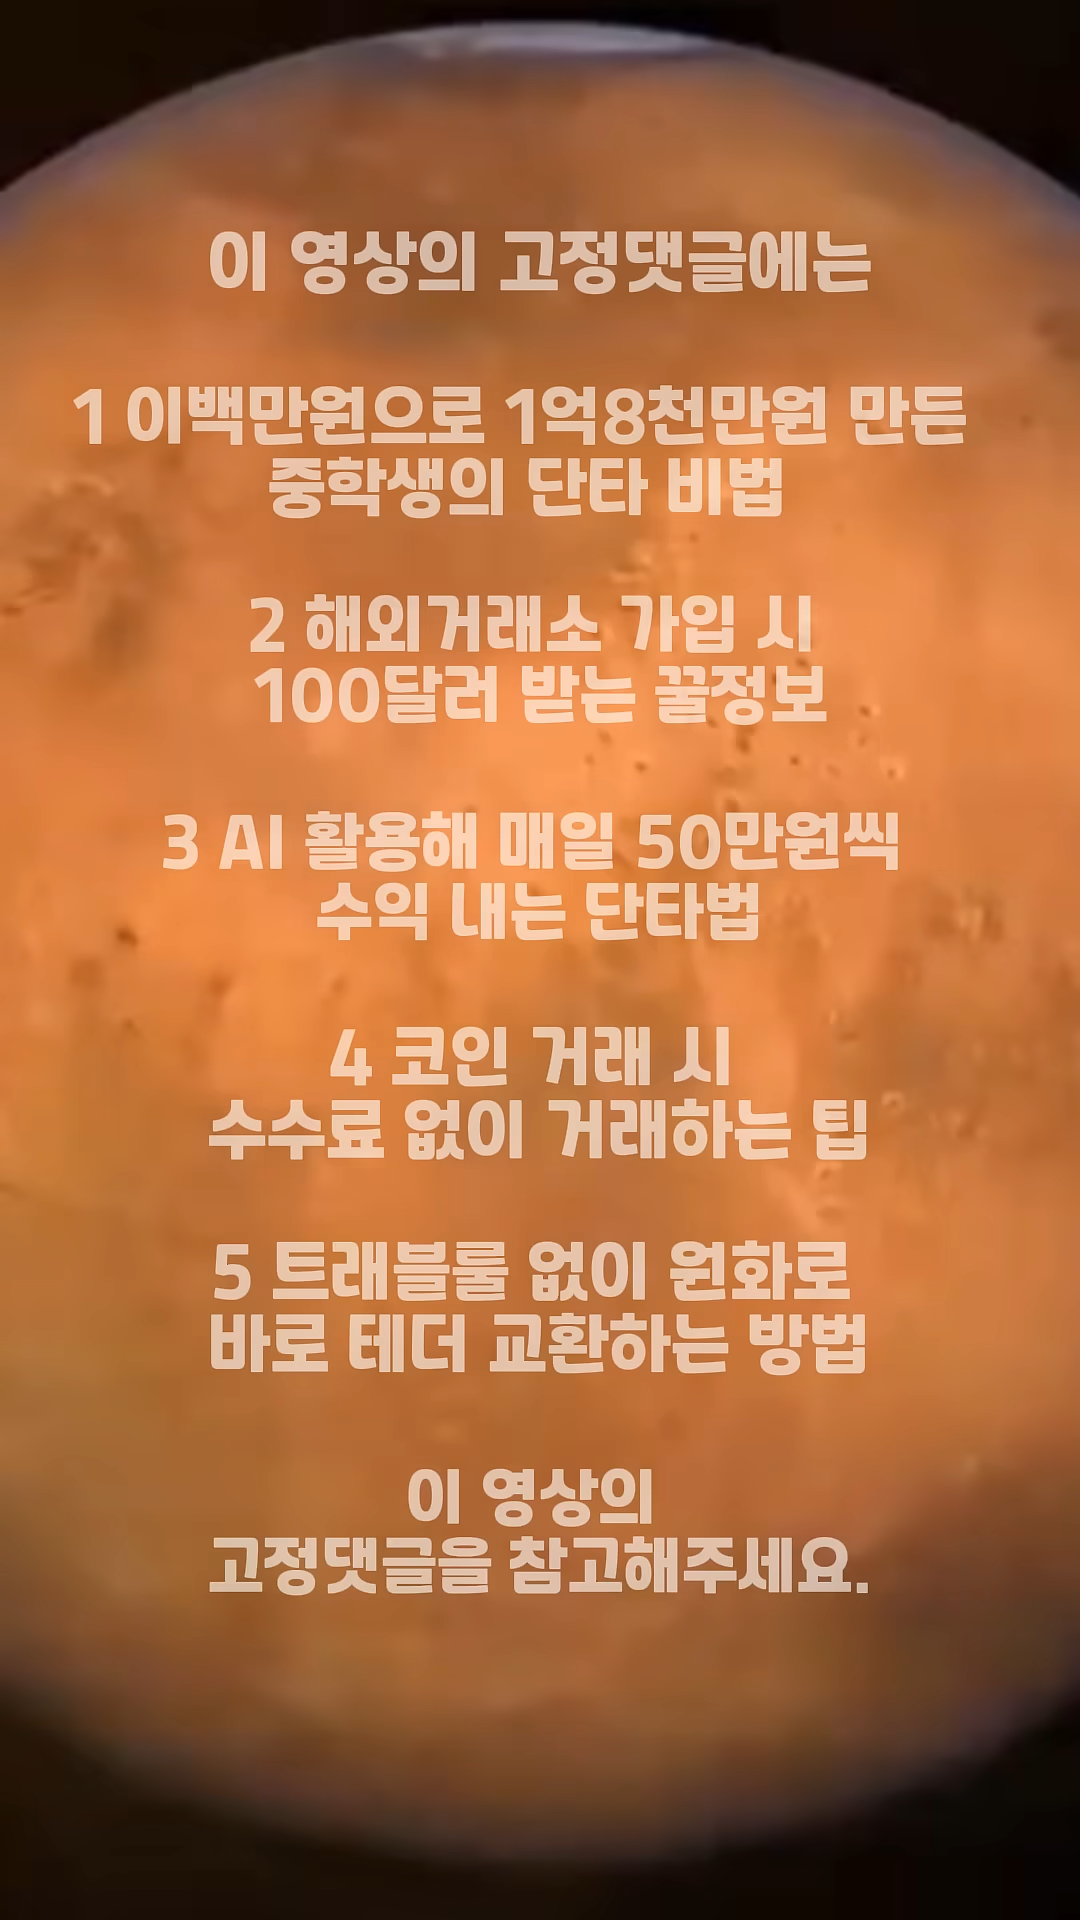 이 영상의 고정댓글에는
1 이백만원으로 1억8천만원 만든
중학생의 단타 비법
2 해외거래소 가입 시
100달러 받는 꿀정보
3 AI 활용해 매일 50만원씩
수익 내는 단타법
4 코인 거래 시
수수료 없이 거래하는 팁
5 트래블룰 없이 원화로
바로 테더 교환하는 방법
이 영상의
고정댓글을 참고해주세요.